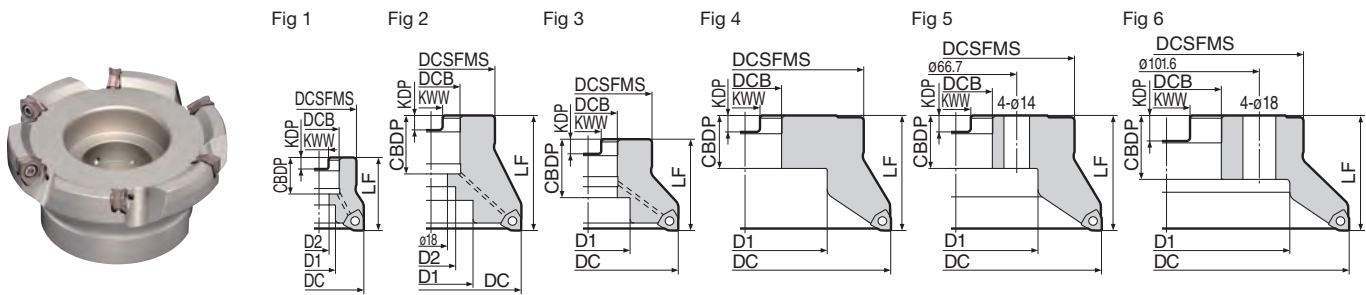 Fig 1
DCSFMS
DCB
KWW
KDP
CBDP
LF
D2
D1
DC
Fig 2
DCSFMS
DCB
KWW
KDP
CBDP
LF
ø18
D2
D1
DC
Fig 3
DCSFMS
DCB
KWW
KDP
CBDP
LF
D1
DC
Fig 4
DCSFMS
DCB
KWW
KDP
CBDP
LF
D1
DC
Fig 5
DCSFMS
ø66.7
DCB
KWW
4-ø14
KDP
CBDP
LF
D1
DC
Fig 6
DCSFMS
ø101.6
DCB
KWW
4-ø18
KDP
CBDP
LF
D1
DC